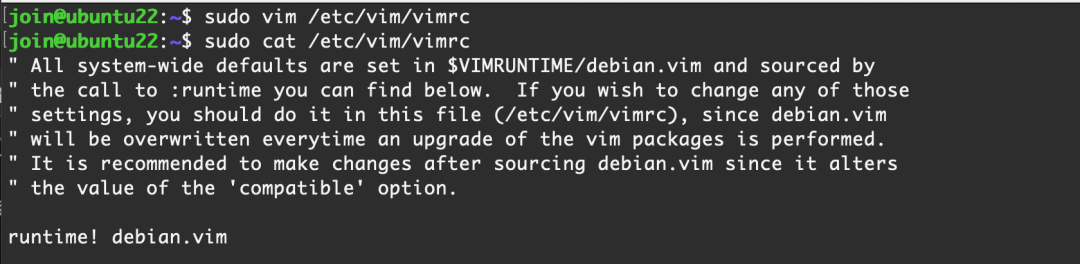 [join@ubuntu22:~$ sudo vim /etc/vim/vimrc
[join@ubuntu22:~$ sudo cat /etc/vim/vimrc
" All system-wide defaults are set in $VIMRUNTIME/debian.vim and sourced by
" the call to :runtime you can find below.  If you wish to change any of those
" settings, you should do it in this file (/etc/vim/vimrc), since debian.vim
" will be overwritten everytime an upgrade of the vim packages is performed.
" It is recommended to make changes after sourcing debian.vim since it alters
" the value of the 'compatible' option.
runtime! debian.vim